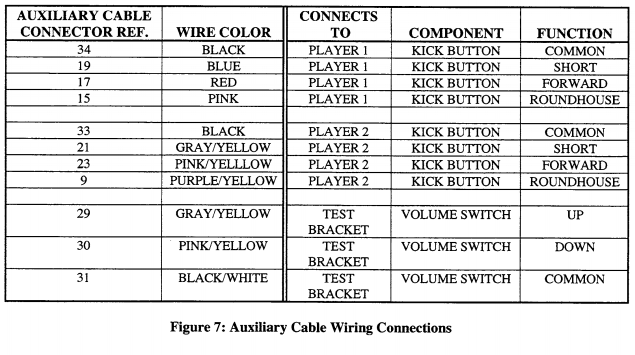 AUXILIARY CABLE CONNECTOR REF. WIRE COLOR CONNECTS TO COMPONENT FUNCTION
34 BLACK PLAYER 1 KICK BUTTON COMMON
19 BLUE PLAYER 1 KICK BUTTON SHORT
17 RED PLAYER 1 KICK BUTTON FORWARD
15 PINK PLAYER 1 KICK BUTTON ROUNDHOUSE
33 BLACK PLAYER 2 KICK BUTTON COMMON
21 GRAY/YELLOW PLAYER 2 KICK BUTTON SHORT
23 PINK/YELLLOW PLAYER 2 KICK BUTTON FORWARD
9 PURPLE/YELLOW PLAYER 2 KICK BUTTON ROUNDHOUSE
29 GRAY/YELLOW TEST BRACKET VOLUME SWITCH UP
30 PINK/YELLOW TEST BRACKET VOLUME SWITCH DOWN
31 BLACK/WHITE TEST BRACKET VOLUME SWITCH COMMON
Figure 7: Auxiliary Cable Wiring Connections